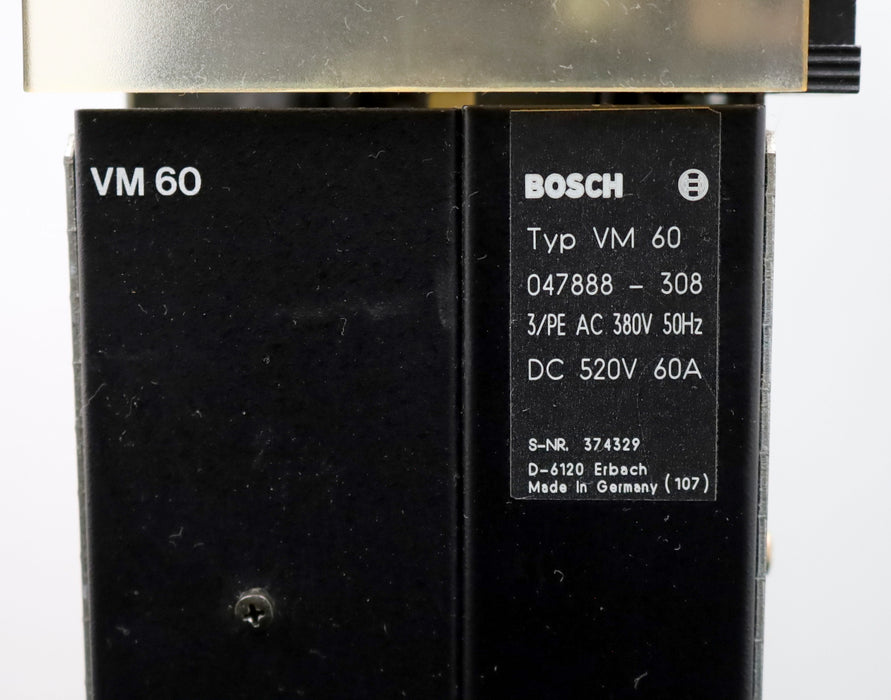 VM 60
BOSCH
Typ VM 60
047888 - 308
3/PE AC 380V 50Hz
DC 520V 60A
S-NR. 374329
D-6120 Erbach
Made In Germany (107)